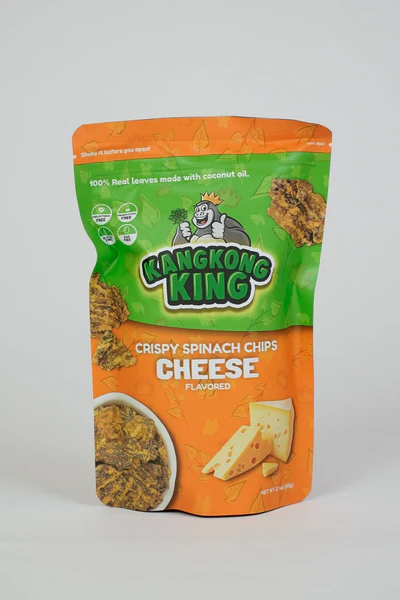 Shake it before you open!
100% Real leaves made with coconut oil.
KANGKONG
KING
CRISPY SPINACH CHIPS
CHEESE
FLAVORED